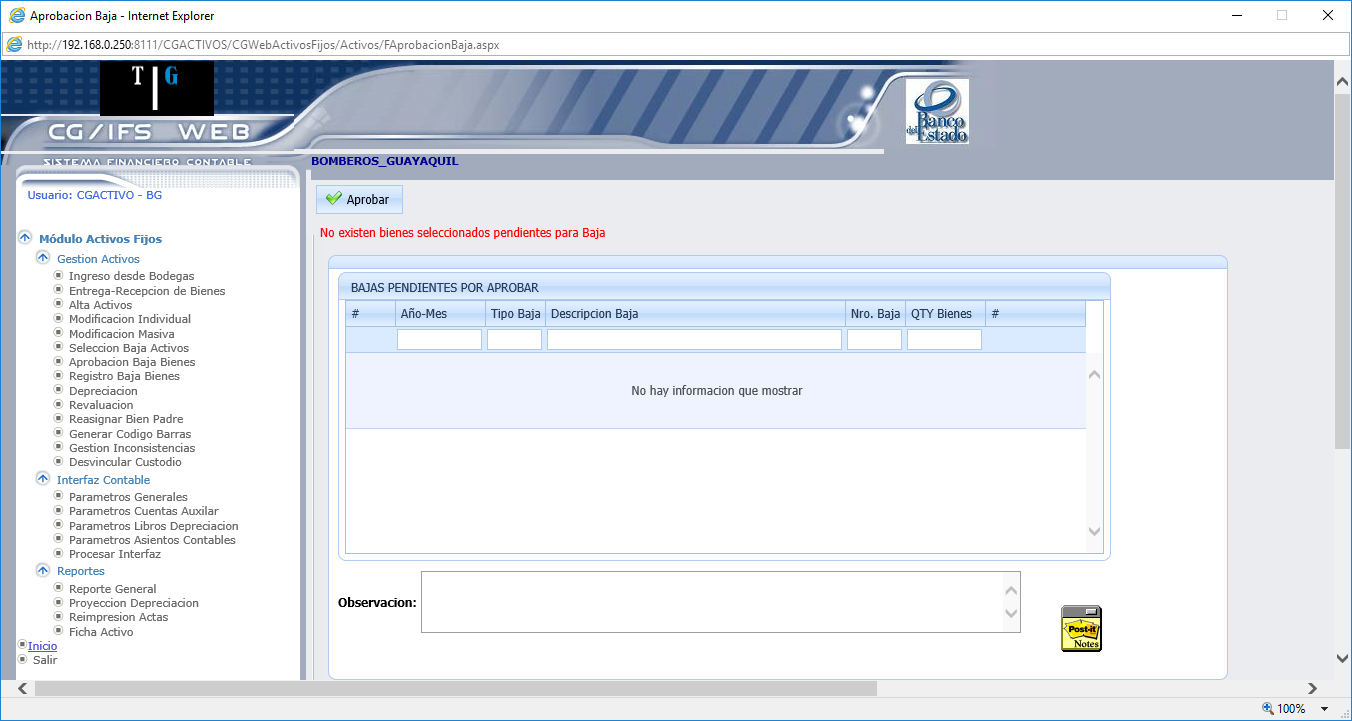 Aprobacion Baja - Internet Explorer
http://192.168.0.250:8111/CGACTIVOS/CGWebActivosFijos/Activos/FAprobacionBaja.aspx
T G
CG/IFS WEB
SISTEMA FINANCIERO CONTABLE
Banco
del Estado
BOMBEROS_GUAYAQUIL
Usuario: CGACTIVO - BG
Módulo Activos Fijos
Gestion Activos
Ingreso desde Bodegas
Entrega-Recepcion de Bienes
Alta Activos
Modificacion Individual
Modificacion Masiva
Seleccion Baja Activos
Aprobacion Baja Bienes
Registro Baja Bienes
Depreciacion
Revaluacion
Reasignar Bien Padre
Generar Codigo Barras
Gestion Inconsistencias
Desvincular Custodio
Interfaz Contable
Parametros Generales
Parametros Cuentas Auxilar
Parametros Libros Depreciacion
Parametros Asientos Contables
Procesar Interfaz
Reportes
Reporte General
Proyeccion Depreciacion
Reimpresion Actas
Ficha Activo
Inicio
Salir
Aprobar
No existen bienes seleccionados pendientes para Baja
BAJAS PENDIENTES POR APROBAR
# Año-Mes Tipo Baja Descripcion Baja Nro. Baja QTY Bienes #
No hay informacion que mostrar
Observacion:
Post-it
Notes
100%